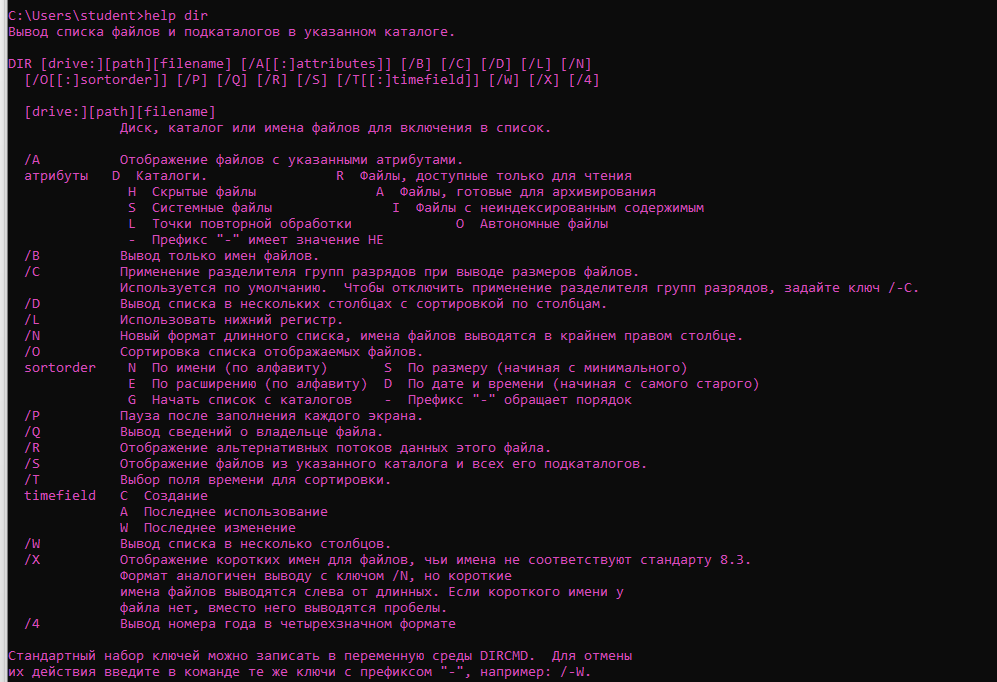 C:\Users\student>help dir
Вывод списка файлов и подкаталогов в указанном каталоге.

DIR [drive:][path][filename] [/A[[:]attributes]] [/B] [/C] [/D] [/L] [/N]
  [/O[[:]sortorder]] [/P] [/Q] [/R] [/S] [/T[[:]timefield]] [/W] [/X] [/4]

  [drive:][path][filename]
              Диск, каталог или имена файлов для включения в список.

  /A          Отображение файлов с указанными атрибутами.
  атрибуты   D  Каталоги.                R  Файлы, доступные только для чтения
               H  Скрытые файлы               A  Файлы, готовые для архивирования
               S  Системные файлы               I  Файлы с неиндексированным содержимым
               L  Точки повторной обработки             O  Автономные файлы
               -  Префикс "-" имеет значение НЕ
  /B          Вывод только имен файлов.
  /C          Применение разделителя групп разрядов при выводе размеров файлов.
              Используется по умолчанию.  Чтобы отключить применение разделителя групп разрядов, задайте ключ /-C.
  /D          Вывод списка в нескольких столбцах с сортировкой по столбцам.
  /L          Использовать нижний регистр.
  /N          Новый формат длинного списка, имена файлов выводятся в крайнем правом столбце.
  /O          Сортировка списка отображаемых файлов.
  sortorder    N  По имени (по алфавиту)       S  По размеру (начиная с минимального)
               E  По расширению (по алфавиту)  D  По дате и времени (начиная с самого старого)
               G  Начать список с каталогов    -  Префикс "-" обращает порядок
  /P          Пауза после заполнения каждого экрана.
  /Q          Вывод сведений о владельце файла.
  /R          Отображение альтернативных потоков данных этого файла.
  /S          Отображение файлов из указанного каталога и всех его подкаталогов.
  /T          Выбор поля времени для сортировки.
  timefield   C  Создание
              A  Последнее использование
              W  Последнее изменение
  /W          Вывод списка в несколько столбцов.
  /X          Отображение коротких имен для файлов, чьи имена не соответствуют стандарту 8.3.
              Формат аналогичен выводу с ключом /N, но короткие
              имена файлов выводятся слева от длинных. Если короткого имени у
              файла нет, вместо него выводятся пробелы.
  /4          Вывод номера года в четырехзначном формате

Стандартный набор ключей можно записать в переменную среды DIRCMD.  Для отмены
их действия введите в команде те же ключи с префиксом "-", например: /-W.